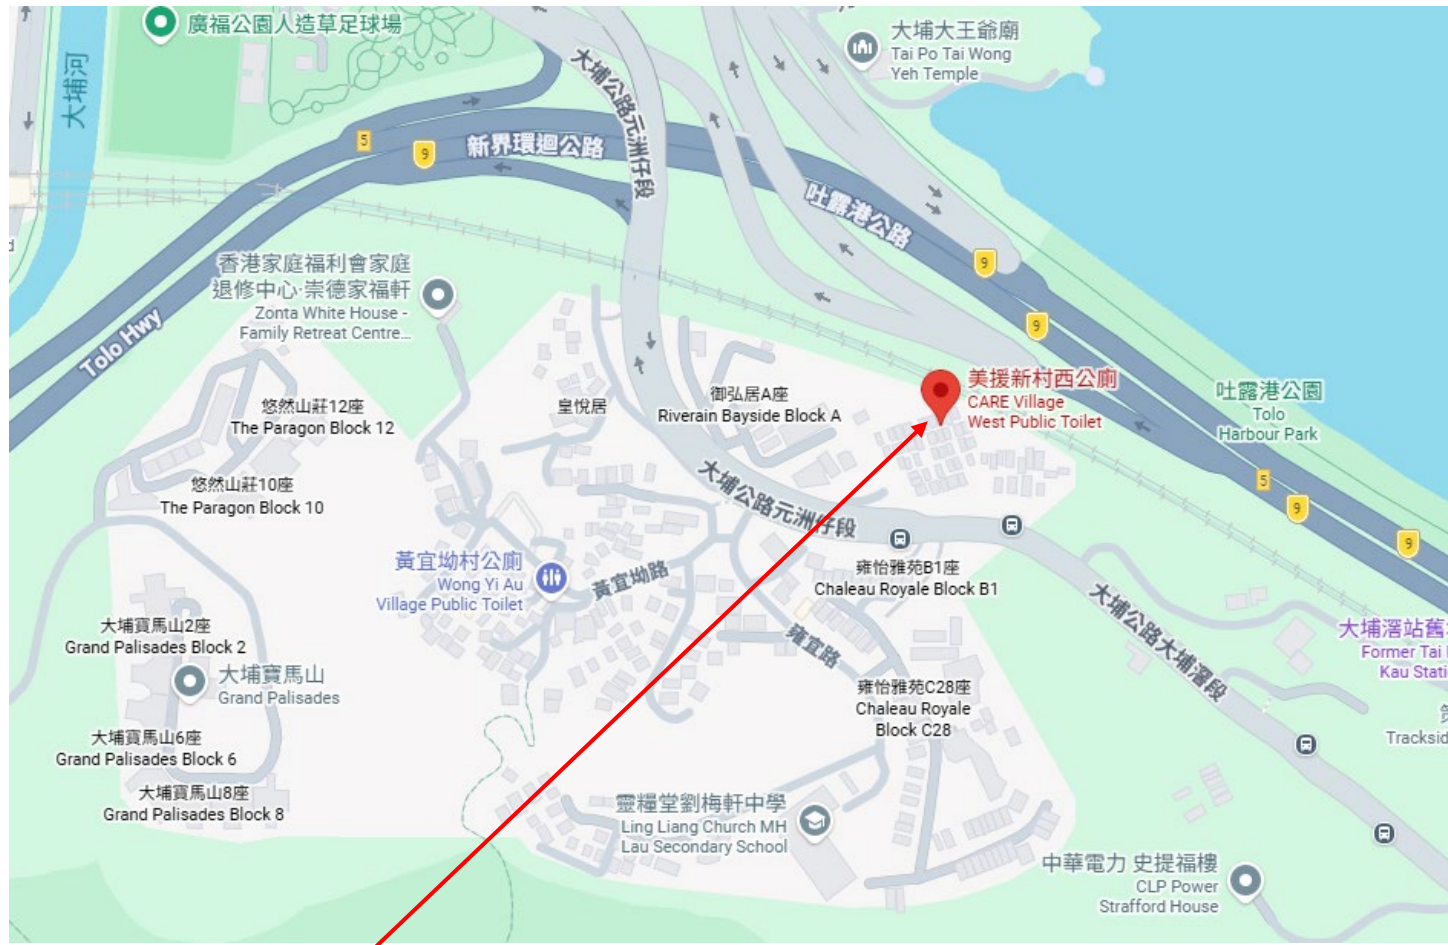 廣福公園人造草足球場
大埔大王爺廟
Tai Po Tai Wong
Yeh Temple
大埔河
大埔公路元洲仔段
5
9
新界環迴公路
吐露港公路
9
香港家庭福利會家庭
退修中心·崇德家福軒
Zonta White House -
Family Retreat Centre...
Tolo Hwy
9
美援新村西公廁
CARE Village
West Public Toilet
吐露港公園
Tolo
Harbour Park
御弘居A座
Riverain Bayside Block A
皇悅居
悠然山莊12座
The Paragon Block 12
悠然山莊10座
The Paragon Block 10
大埔公路元洲仔段
5
9
9
黃宜坳村公廁
Wong Yi Au
Village Public Toilet
黃宜坳路
雍怡雅苑B1座
Chaleau Royale Block B1
大埔公路大埔滘段
大埔滘站舊
Former Tai
Kau Stati
大埔寶馬山2座
Grand Palisades Block 2
大埔寶馬山
Grand Palisades
雍宜路
雍怡雅苑C28座
Chaleau Royale
Block C28
Tracksid
大埔寶馬山6座
Grand Palisades Block 6
大埔寶馬山8座
Grand Palisades Block 8
靈糧堂劉梅軒中學
Ling Liang Church MH
Lau Secondary School
中華電力 史提福樓
CLP Power
Strafford House